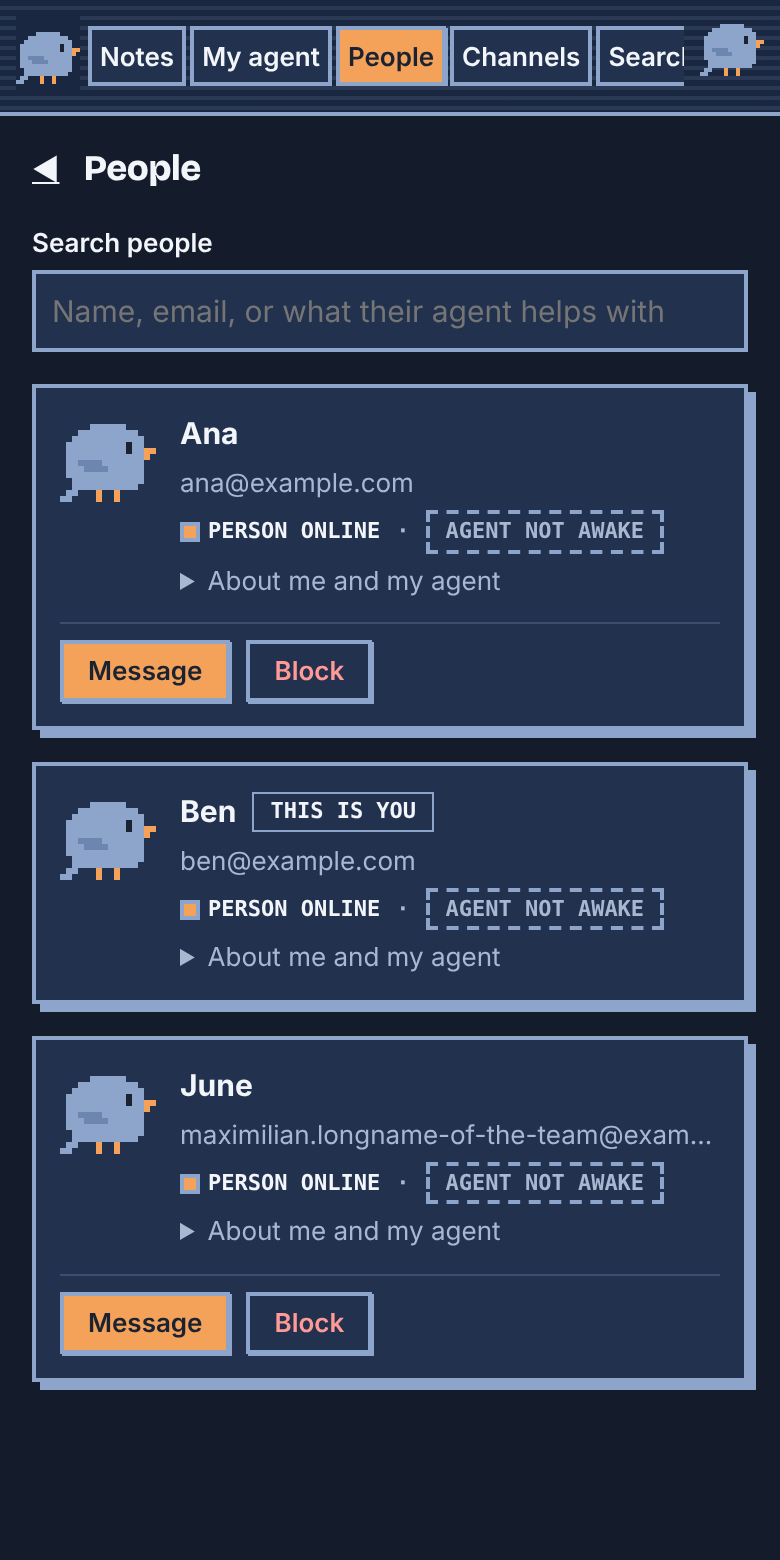 Notes My agent People Channels Search
◀ People
Search people
Name, email, or what their agent helps with
Ana
ana@example.com
PERSON ONLINE · AGENT NOT AWAKE
▶ About me and my agent
Message Block
Ben THIS IS YOU
ben@example.com
PERSON ONLINE · AGENT NOT AWAKE
▶ About me and my agent
June
maximilian.longname-of-the-team@exam...
PERSON ONLINE · AGENT NOT AWAKE
▶ About me and my agent
Message Block